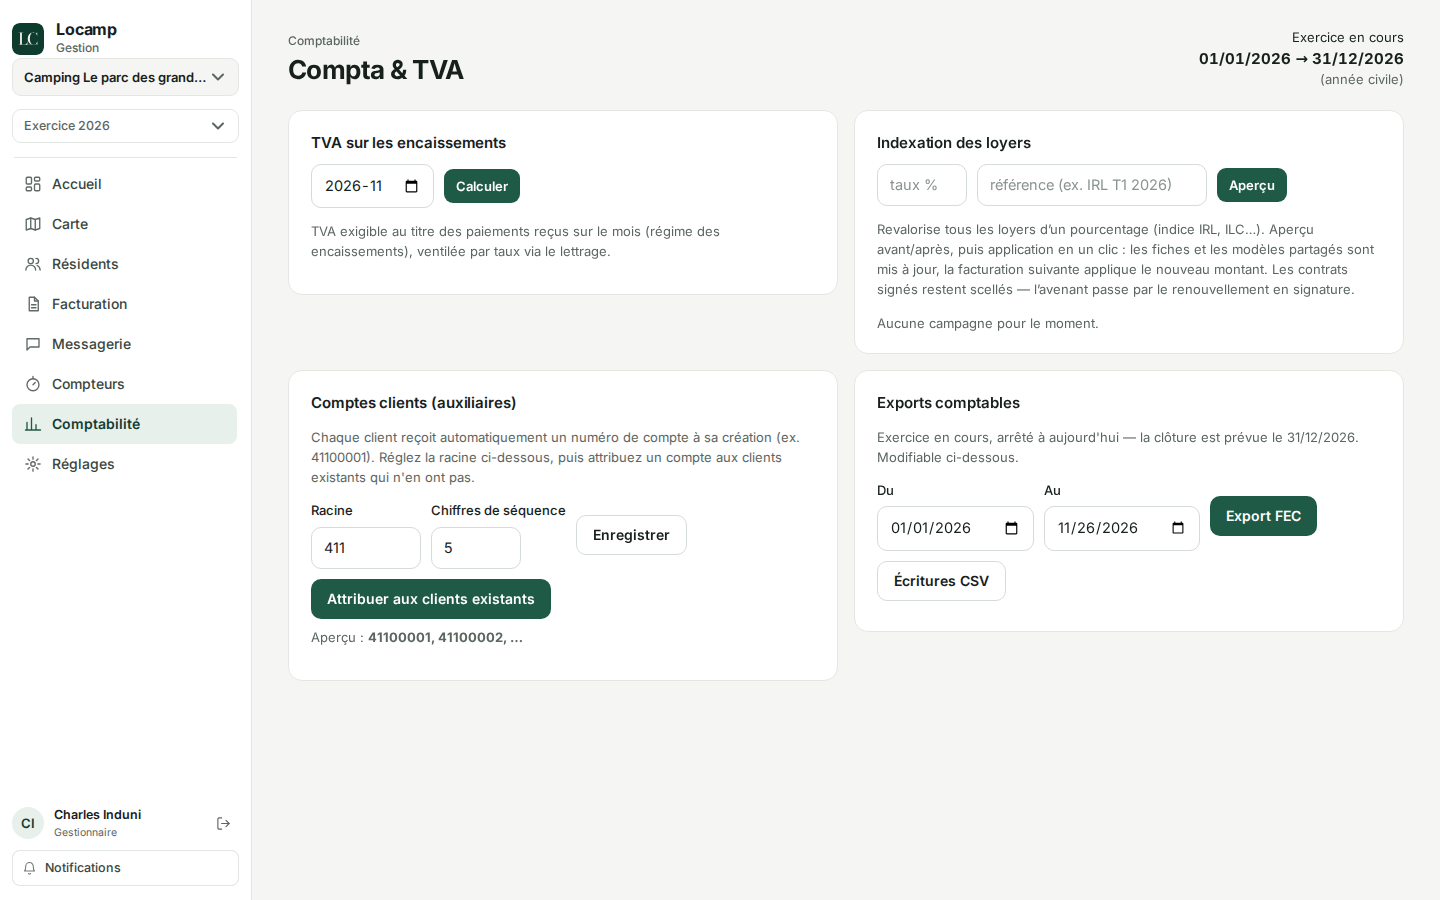 LC
Locamp
Gestion
Camping Le parc des grand...
Exercice 2026
Accueil
Carte
Résidents
Facturation
Messagerie
Compteurs
Comptabilité
Réglages
CI
Charles Induni
Gestionnaire
Notifications
Comptabilité
Compta & TVA
Exercice en cours
01/01/2026 → 31/12/2026
(année civile)
TVA sur les encaissements
2026-11
Calculer
TVA exigible au titre des paiements reçus sur le mois (régime des
encaissements), ventilée par taux via le lettrage.
Indexation des loyers
taux %
référence (ex. IRL T1 2026)
Aperçu
Revalorise tous les loyers d’un pourcentage (indice IRL, ILC…). Aperçu
avant/après, puis application en un clic : les fiches et les modèles partagés sont
mis à jour, la facturation suivante applique le nouveau montant. Les contrats
signés restent scellés — l’avenant passe par le renouvellement en signature.
Aucune campagne pour le moment.
Comptes clients (auxiliaires)
Chaque client reçoit automatiquement un numéro de compte à sa création (ex.
41100001). Réglez la racine ci-dessous, puis attribuez un compte aux clients
existants qui n'en ont pas.
Racine
Chiffres de séquence
411
5
Enregistrer
Attribuer aux clients existants
Aperçu : 41100001, 41100002, …
Exports comptables
Exercice en cours, arrêté à aujourd'hui — la clôture est prévue le 31/12/2026.
Modifiable ci-dessous.
Du
Au
01/01/2026
11/26/2026
Export FEC
Écritures CSV